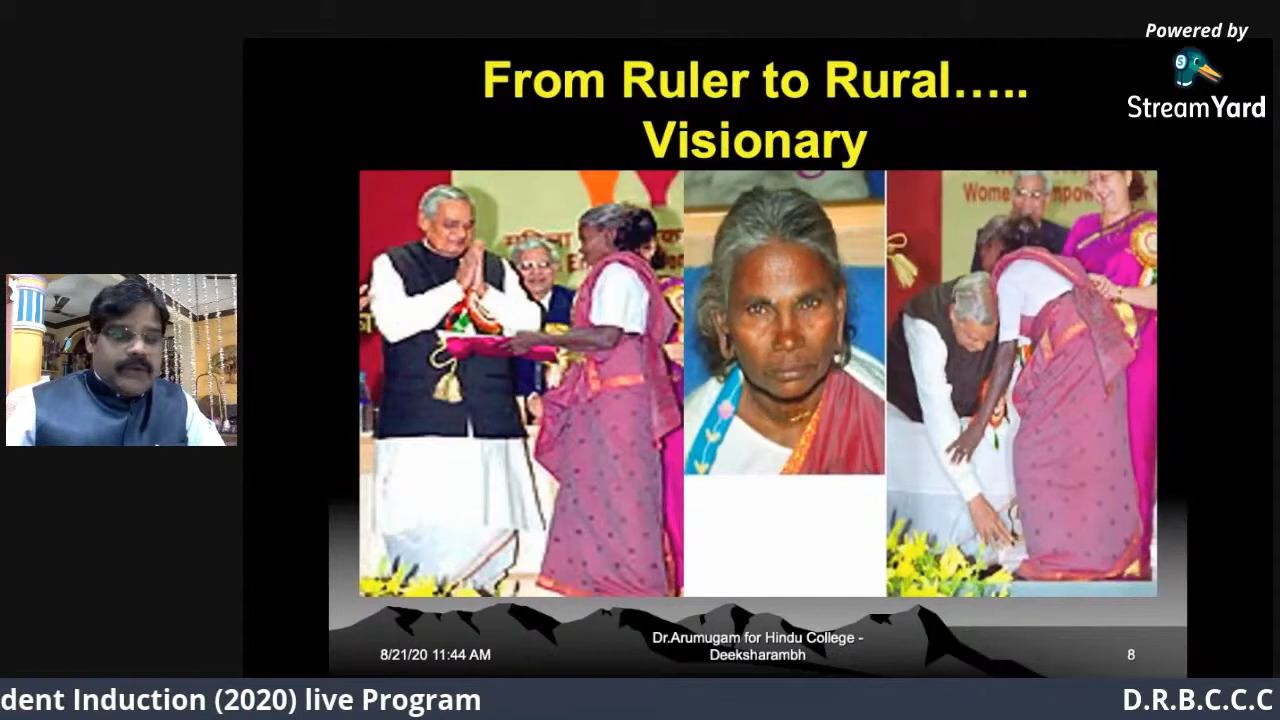 Powered by
StreamYard
From Ruler to Rural.....
Visionary
Dr.Arumugam for Hindu College -
Deeksharambh
8/21/20 11:44 AM
8
dent Induction (2020) live Program
D.R.B.C.C.C